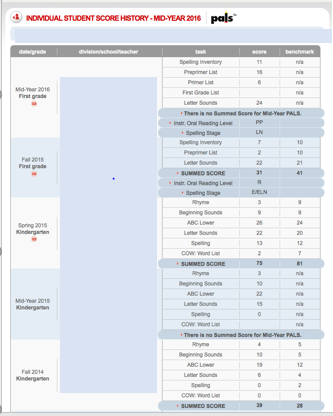 INDIVIDUAL STUDENT SCORE HISTORY - MID-YEAR 2016 pals™
date/grade division/school/teacher task score benchmark
Spelling Inventory 11 n/a
Preprimer List 16 n/a
Primer List 6 n/a
Mid-Year 2016
First grade
First Grade List n/a
Letter Sounds 24 n/a
There is no Summed Score for Mid-Year PALS.
Instr. Oral Reading Level PP
Spelling Stage LN
Spelling Inventory 7 10
Preprimer List 2 10
Fall 2015
First grade
Letter Sounds 22 21
SUMMED SCORE 31 41
Instr. Oral Reading Level R
Spelling Stage E/ELN
Rhyme 3 9
Beginning Sounds 9 9
ABC Lower 26 24
Spring 2015
Kindergarten
Letter Sounds 22 20
Spelling 13 12
COW: Word List 2 7
SUMMED SCORE 75 81
Rhyme 3 n/a
Beginning Sounds 10 n/a
ABC Lower 22 n/a
Mid-Year 2015
Kindergarten
Letter Sounds 15 n/a
Spelling 0 n/a
COW: Word List n/a
There is no Summed Score for Mid-Year PALS.
Rhyme 4 5
Beginning Sounds 10 5
ABC Lower 19 12
Fall 2014
Kindergarten
Letter Sounds 6 4
Spelling 0 2
COW: Word List 0 0
SUMMED SCORE 39 28